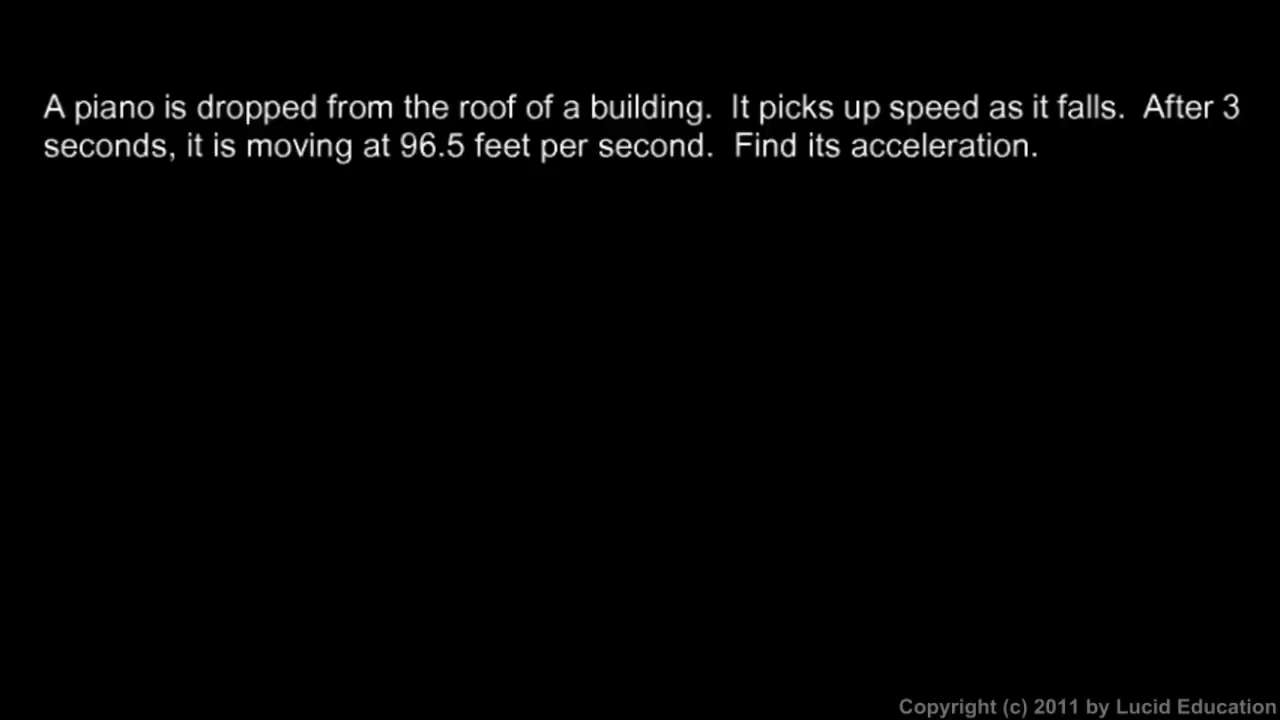 A piano is dropped from the roof of a building.  It picks up speed as it falls.  After 3
seconds, it is moving at 96.5 feet per second.  Find its acceleration.
Copyright (c) 2011 by Lucid Education